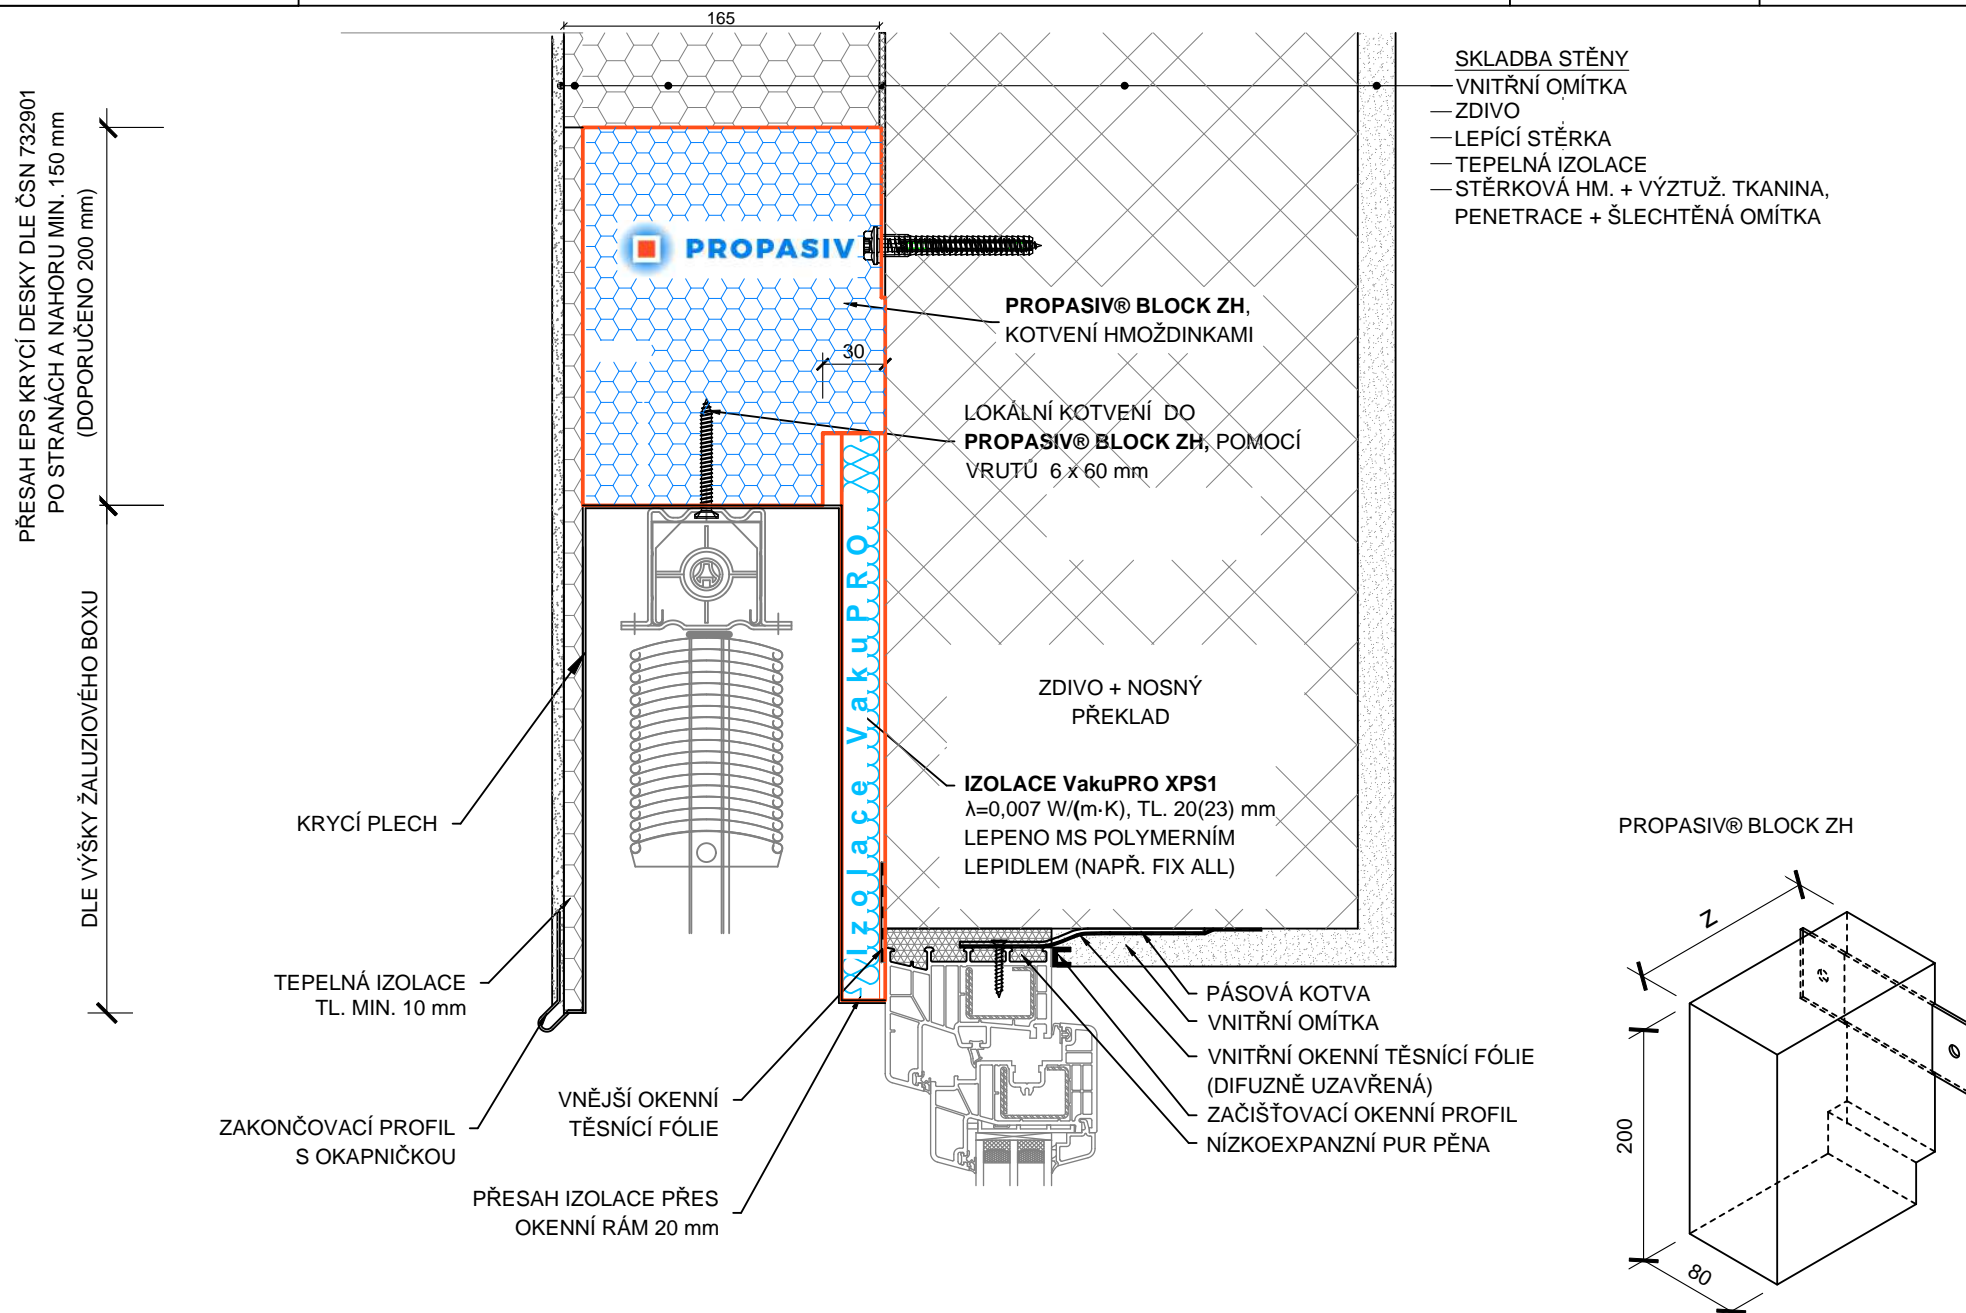 165
SKLADBA STĚNY
VNITŘNÍ OMÍTKA
ZDIVO
LEPÍCÍ STĚRKA
TEPELNÁ IZOLACE
STĚRKOVÁ HM. + VÝZTUŽ. TKANINA,
PENETRACE + ŠLECHTĚNÁ OMÍTKA
PŘESAH EPS KRYCÍ DESKY DLE ČSN 732901
PO STRANÁCH A NAHORU MIN. 150 mm
(DOPORUČENO 200 mm)
PROPASIV
PROPASIV® BLOCK ZH,
KOTVENÍ HMOŽDINKAMI
30
LOKÁLNÍ KOTVENÍ DO
PROPASIV® BLOCK ZH, POMOCÍ
VRUTŮ 6 x 60 mm
DLE VÝŠKY ŽALUZIOVÉHO BOXU
Izolace VakuPRO
ZDIVO + NOSNÝ
PŘEKLAD
IZOLACE VakuPRO XPS1
λ=0,007 W/(m·K), TL. 20(23) mm
LEPENO MS POLYMERNÍM
LEPIDLEM (NAPŘ. FIX ALL)
KRYCÍ PLECH
TEPELNÁ IZOLACE
TL. MIN. 10 mm
ZAKONČOVACÍ PROFIL
S OKAPNIČKOU
VNĚJŠÍ OKENNÍ
TĚSNÍCÍ FÓLIE
PŘESAH IZOLACE PŘES
OKENNÍ RÁM 20 mm
PÁSOVÁ KOTVA
VNITŘNÍ OMÍTKA
VNITŘNÍ OKENNÍ TĚSNÍCÍ FÓLIE
(DIFUZNĚ UZAVŘENÁ)
ZAČIŠŤOVACÍ OKENNÍ PROFIL
NÍZKOEXPANZNÍ PUR PĚNA
PROPASIV® BLOCK ZH
Z
200
80